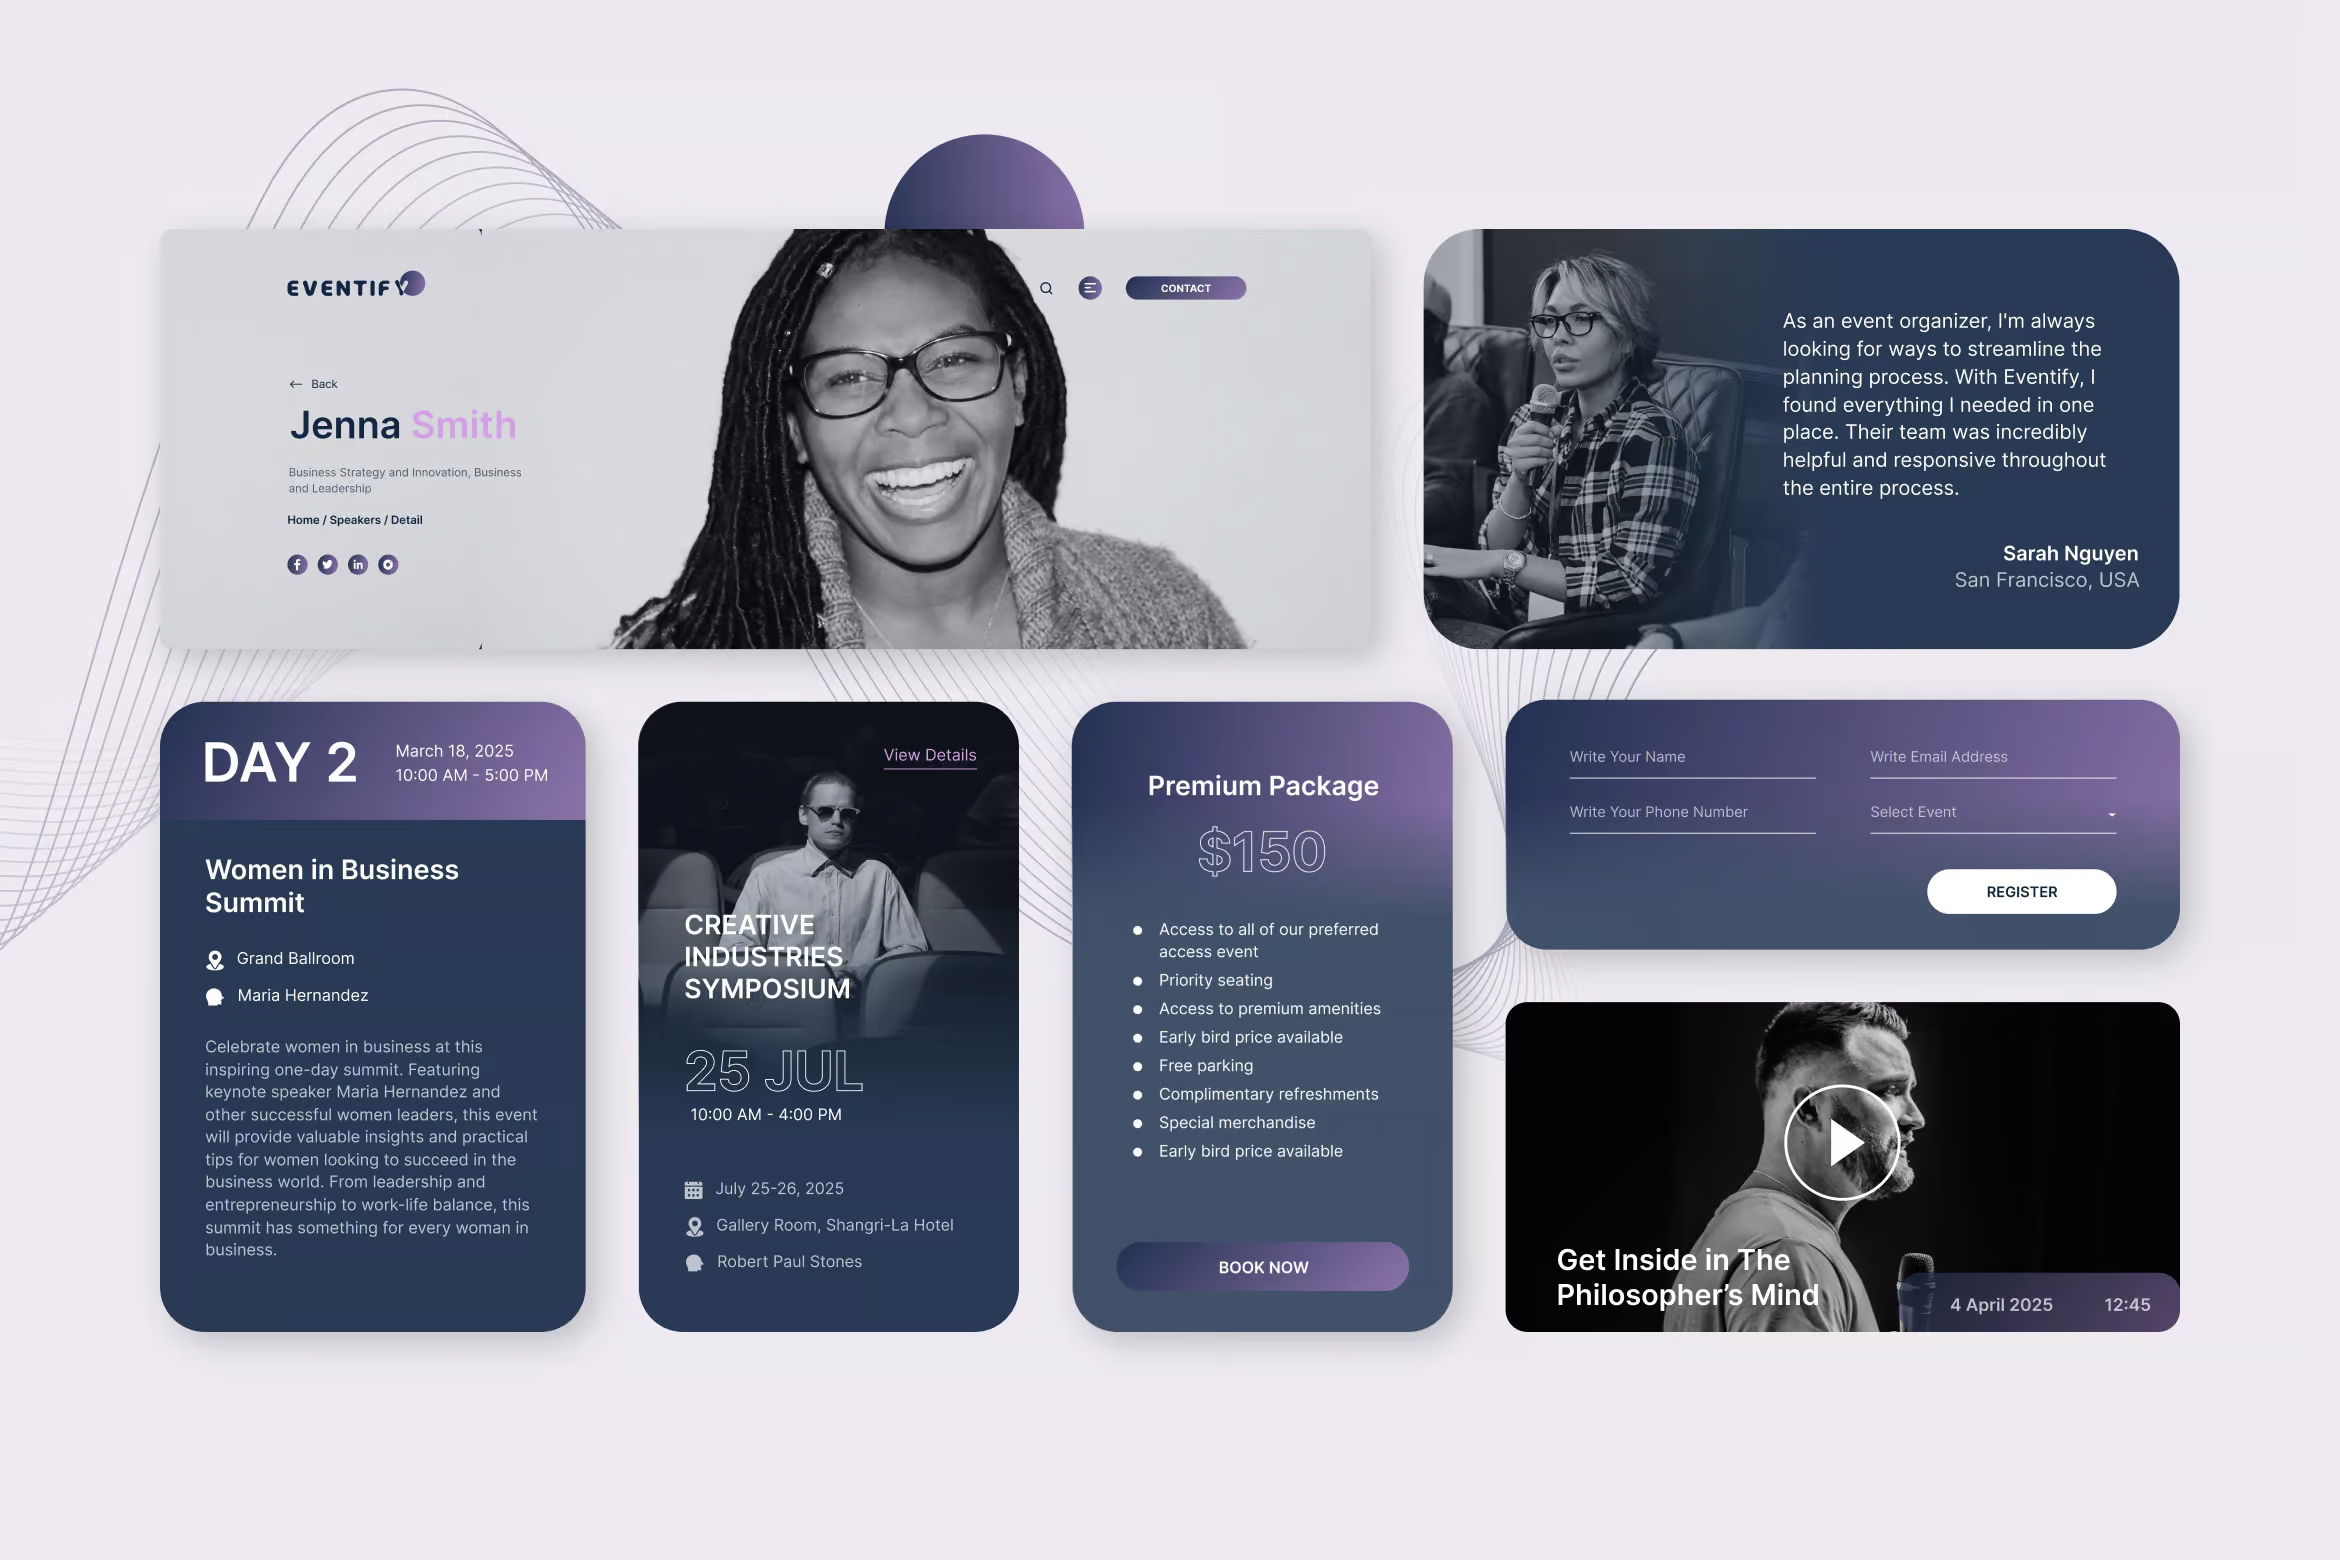 EVENTIFY
CONTACT
Back
Jenna Smith
Business Strategy and Innovation, Business
and Leadership
Home / Speakers / Detail
As an event organizer, I'm always
looking for ways to streamline the
planning process. With Eventify, I
found everything I needed in one
place. Their team was incredibly
helpful and responsive throughout
the entire process.
Sarah Nguyen
San Francisco, USA
DAY 2
March 18, 2025
10:00 AM - 5:00 PM
Women in Business
Summit
Grand Ballroom
Maria Hernandez
Celebrate women in business at this
inspiring one-day summit. Featuring
keynote speaker Maria Hernandez and
other successful women leaders, this event
will provide valuable insights and practical
tips for women looking to succeed in the
business world. From leadership and
entrepreneurship to work-life balance, this
summit has something for every woman in
business.
View Details
CREATIVE
INDUSTRIES
SYMPOSIUM
25 JUL
10:00 AM - 4:00 PM
July 25-26, 2025
Gallery Room, Shangri-La Hotel
Robert Paul Stones
Premium Package
$150
Access to all of our preferred
access event
Priority seating
Access to premium amenities
Early bird price available
Free parking
Complimentary refreshments
Special merchandise
Early bird price available
BOOK NOW
Write Your Name
Write Email Address
Write Your Phone Number
Select Event
REGISTER
Get Inside in The
Philosopher’s Mind
4 April 2025
12:45